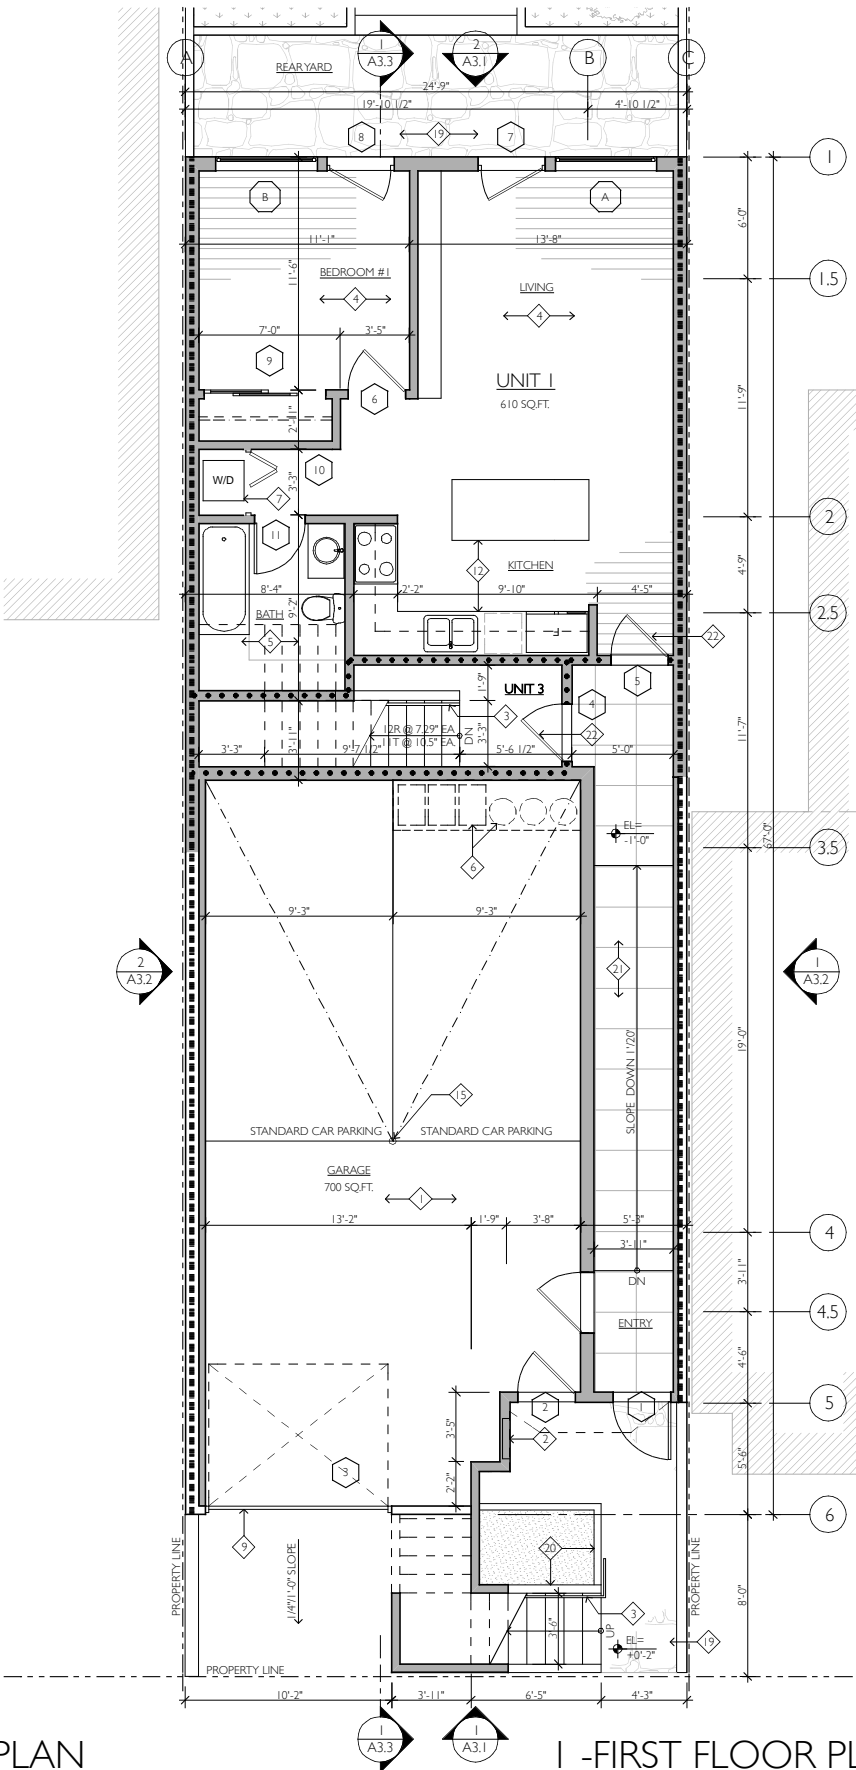 A
1
A3.3
2
A3.1
B
C
REAR YARD
24'-9"
19'-10 1/2"
4'-10 1/2"
8
19
7
1
B
A
6'-0"
11'-1"
13'-8"
11'-6"
BEDROOM #1
4
LIVING
4
1.5
7'-0"
3'-5"
9
6
UNIT 1
610 SQ.FT.
11'-9"
2'-11"
10
W/D
7
3'-3"
11
2
KITCHEN
12
4'-9"
8'-4"
2'-2"
9'-10"
4'-5"
9'-2"
BATH
5
F
2.5
22
5
UNIT 3
1'-9"
4
3
22
12R @ 7.29" EA.
11T @ 10.5" EA.
DN
3'-3"
3'-3"
3'-11"
9'-7 1/2"
5'-6 1/2"
5'-0"
11'-7"
EL=
-1'-0"
67'-0"
3.5
6
9'-3"
9'-3"
2
A3.2
21
1
A3.2
SLOPE DOWN 1'/20'
19'-0"
15
STANDARD CAR PARKING
STANDARD CAR PARKING
GARAGE
700 SQ.FT.
1
13'-2"
1'-9"
3'-8"
5'-3"
3'-11"
4
DN
3'-11"
ENTRY
4.5
4'-6"
2
1
5
3'-5"
2
3
2'-2"
5'-6"
6
9
20
PROPERTY LINE
1/4"/1'-0" SLOPE
PROPERTY LINE
3
3'-6"
UP
EL=
+0'-2"
19
8'-0"
PROPERTY LINE
10'-2"
3'-11"
6'-5"
4'-3"
1
A3.3
1
A3.1
PLAN
1 -FIRST FLOOR PL